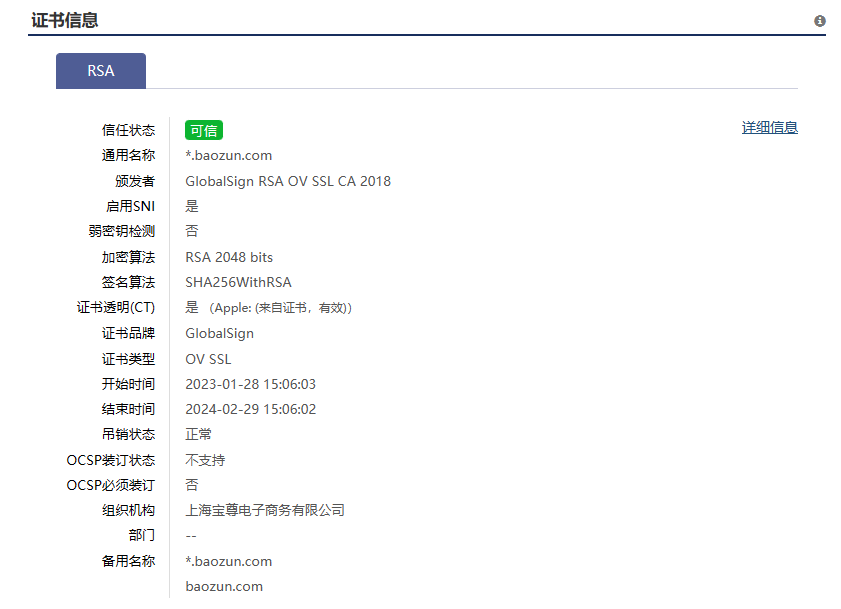 证书信息
RSA
信任状态 可信 详细信息
通用名称 *.baozun.com
颁发者 GlobalSign RSA OV SSL CA 2018
启用SNI 是
弱密钥检测 否
加密算法 RSA 2048 bits
签名算法 SHA256WithRSA
证书透明(CT) 是 (Apple: (来自证书，有效))
证书品牌 GlobalSign
证书类型 OV SSL
开始时间 2023-01-28 15:06:03
结束时间 2024-02-29 15:06:02
吊销状态 正常
OCSP装订状态 不支持
OCSP必须装订 否
组织机构 上海宝尊电子商务有限公司
部门 --
备用名称 *.baozun.com
baozun.com